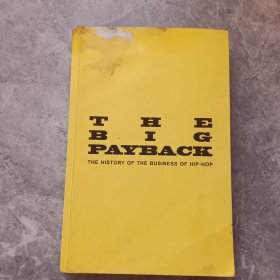 THE
BIG
PAYBACK
THE HISTORY OF THE BUSINESS OF HIP-HOP